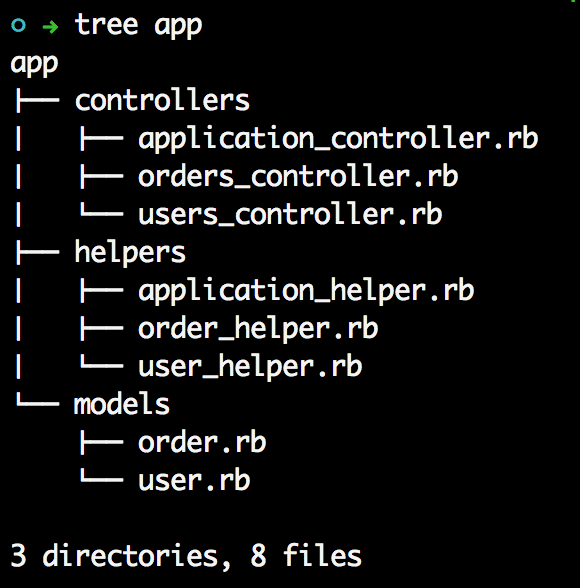 ○ → tree app
app
├── controllers
│   ├── application_controller.rb
│   ├── orders_controller.rb
│   └── users_controller.rb
├── helpers
│   ├── application_helper.rb
│   ├── order_helper.rb
│   └── user_helper.rb
└── models
    ├── order.rb
    └── user.rb

3 directories, 8 files